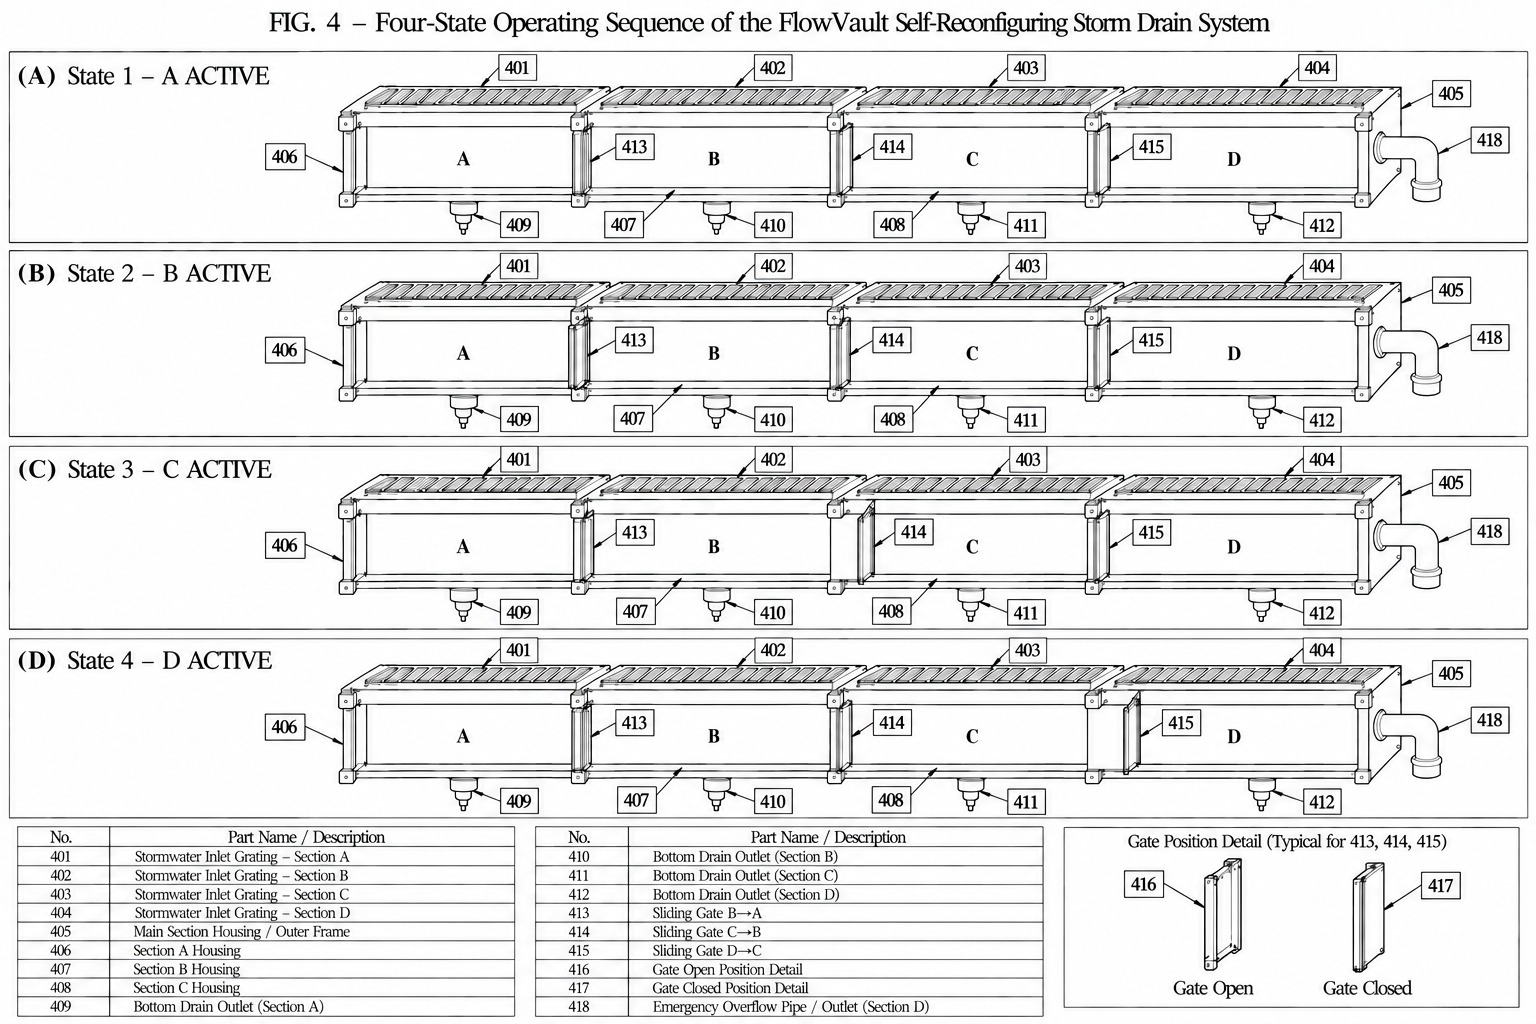 FIG. 4 – Four-State Operating Sequence of the FlowVault Self-Reconfiguring Storm Drain System
(A) State 1 – A ACTIVE
401
402
403
404
405
406
413
414
415
418
A
B
C
D
407
408
409
410
411
412
(B) State 2 – B ACTIVE
401
402
403
404
405
406
413
414
415
418
A
B
C
D
407
408
409
410
411
412
(C) State 3 – C ACTIVE
401
402
403
404
405
406
413
414
415
418
A
B
C
D
407
408
409
410
411
412
(D) State 4 – D ACTIVE
401
402
403
404
405
406
413
414
415
418
A
B
C
D
407
408
409
410
411
412
No. Part Name / Description
401 Stormwater Inlet Grating – Section A
402 Stormwater Inlet Grating – Section B
403 Stormwater Inlet Grating – Section C
404 Stormwater Inlet Grating – Section D
405 Main Section Housing / Outer Frame
406 Section A Housing
407 Section B Housing
408 Section C Housing
409 Bottom Drain Outlet (Section A)
No. Part Name / Description
410 Bottom Drain Outlet (Section B)
411 Bottom Drain Outlet (Section C)
412 Bottom Drain Outlet (Section D)
413 Sliding Gate B→A
414 Sliding Gate C→B
415 Sliding Gate D→C
416 Gate Open Position Detail
417 Gate Closed Position Detail
418 Emergency Overflow Pipe / Outlet (Section D)
Gate Position Detail (Typical for 413, 414, 415)
416
417
Gate Open
Gate Closed